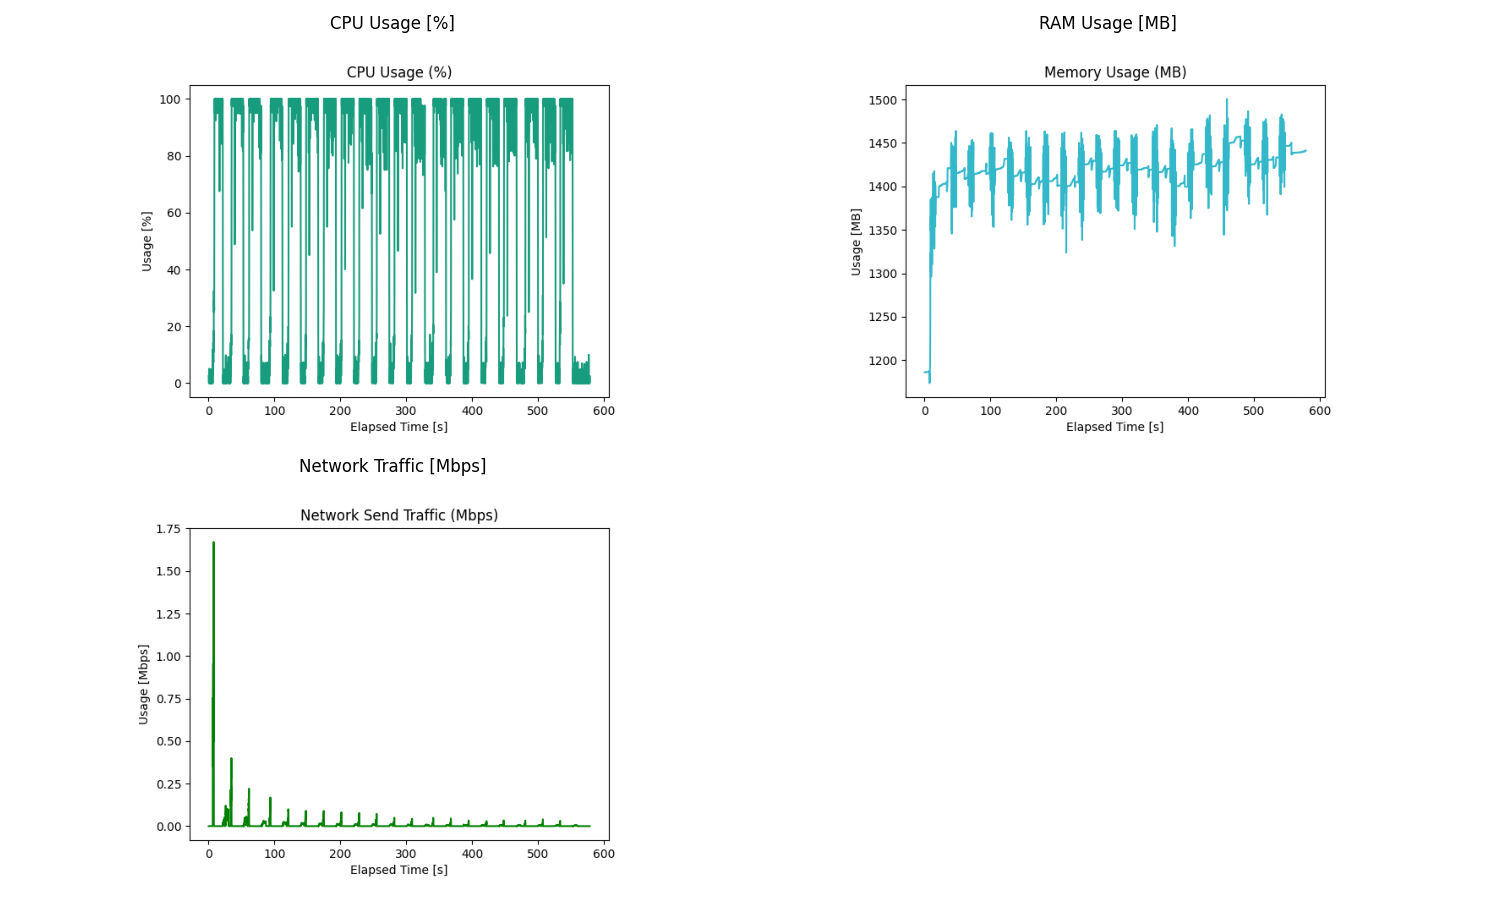 CPU Usage [%]
CPU Usage (%)
100
80
60
40
20
0
Usage [%]
0 100 200 300 400 500 600
Elapsed Time [s]
RAM Usage [MB]
Memory Usage (MB)
1500
1450
1400
1350
1300
1250
1200
Usage [MB]
0 100 200 300 400 500 600
Elapsed Time [s]
Network Traffic [Mbps]
Network Send Traffic (Mbps)
1.75
1.50
1.25
1.00
0.75
0.50
0.25
0.00
Usage [Mbps]
0 100 200 300 400 500 600
Elapsed Time [s]